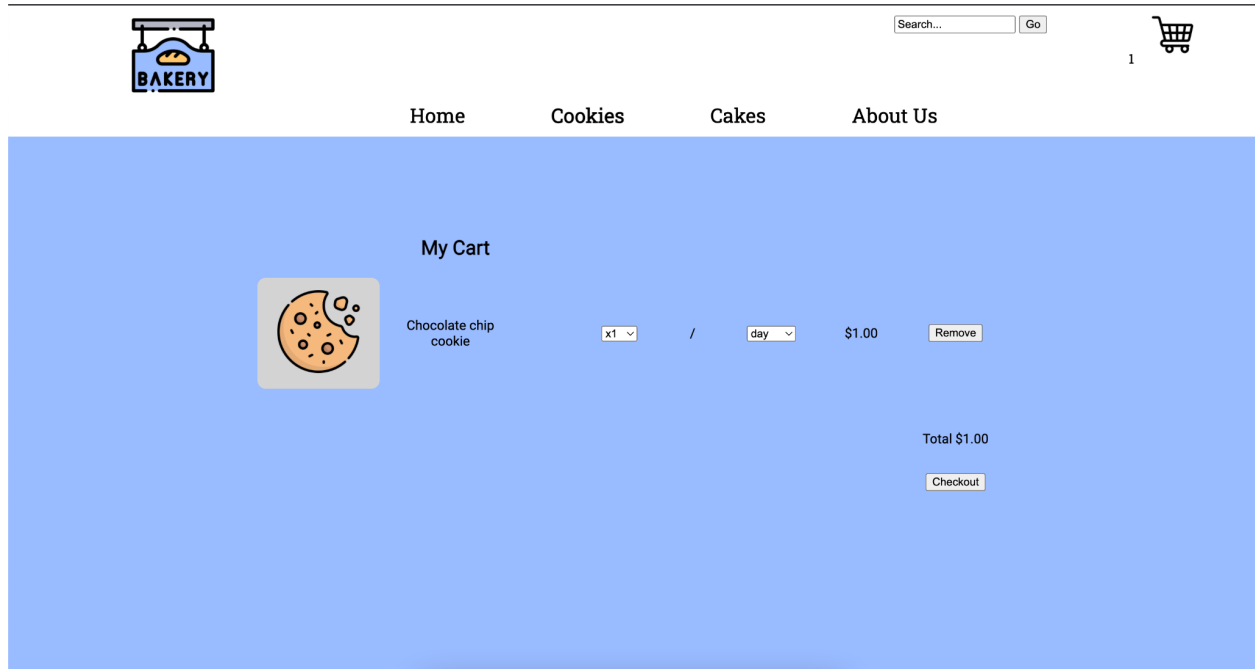 BAKERY
Search... Go
1
Home Cookies Cakes About Us
My Cart
Chocolate chip
cookie
x1 / day $1.00 Remove
Total $1.00
Checkout